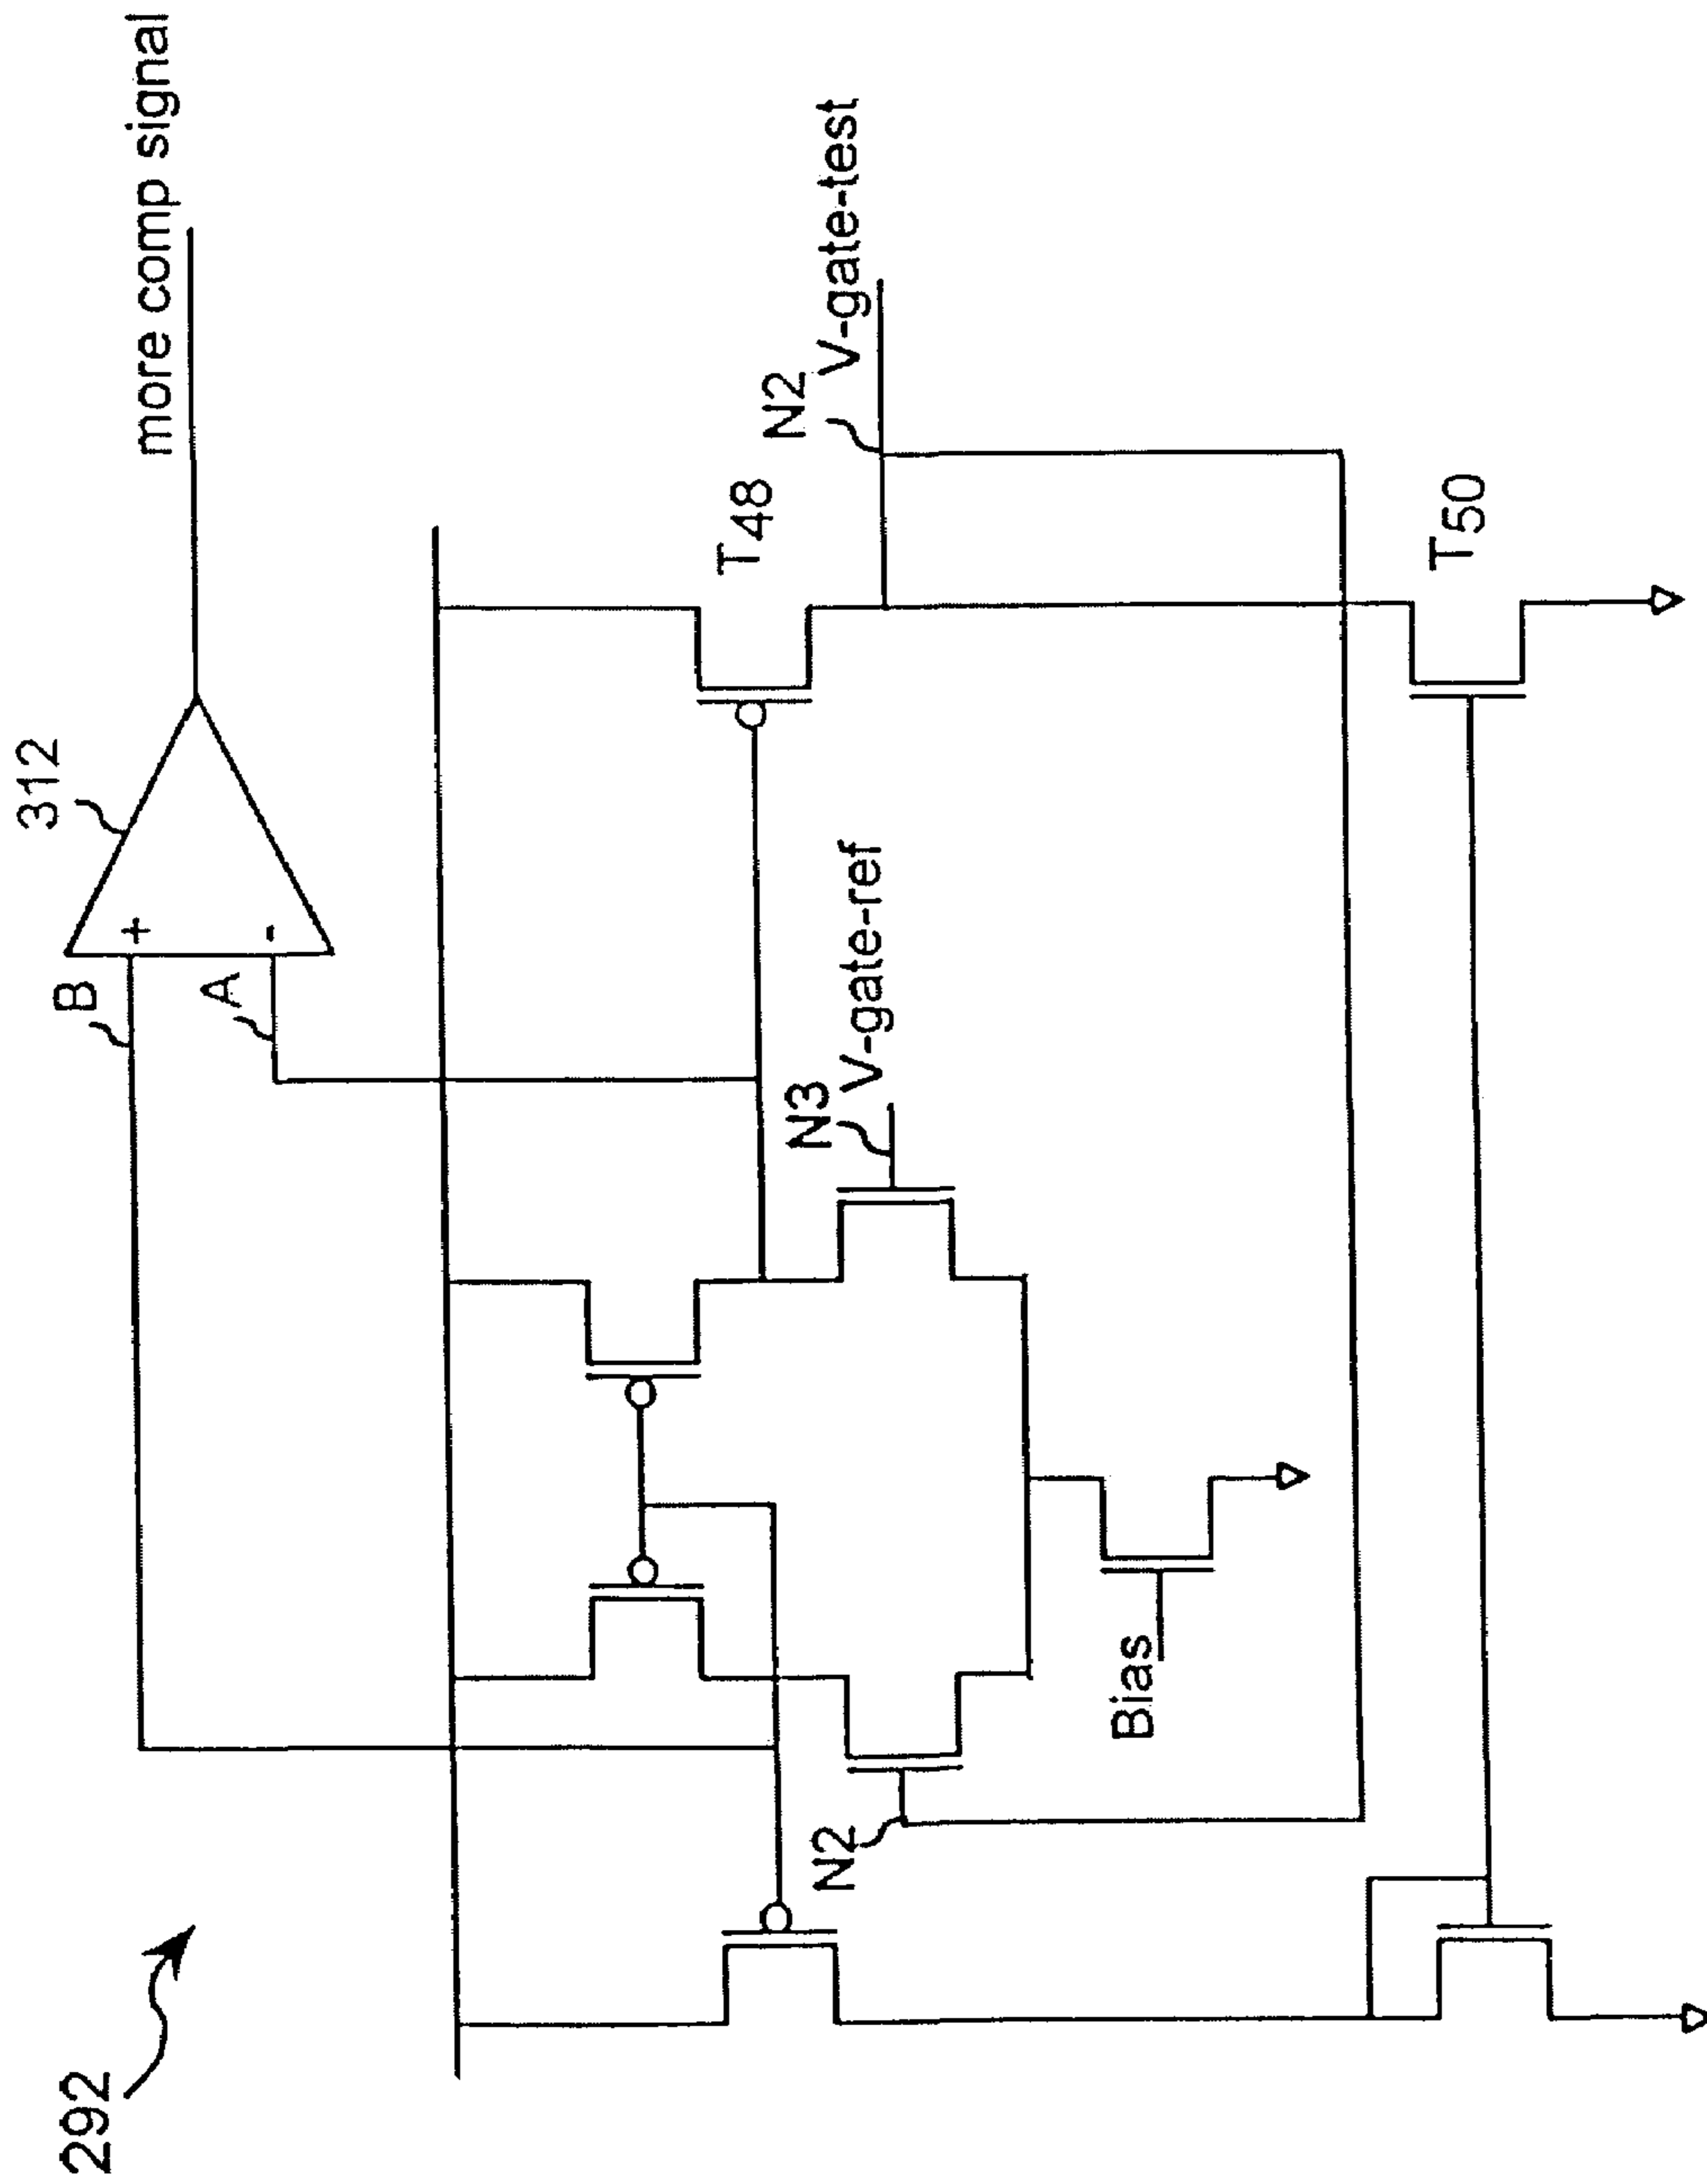 292
312
more comp signal
B
+
A
-
T48
N2
V-gate-test
N3
V-gate-ref
N2
Bias
T50